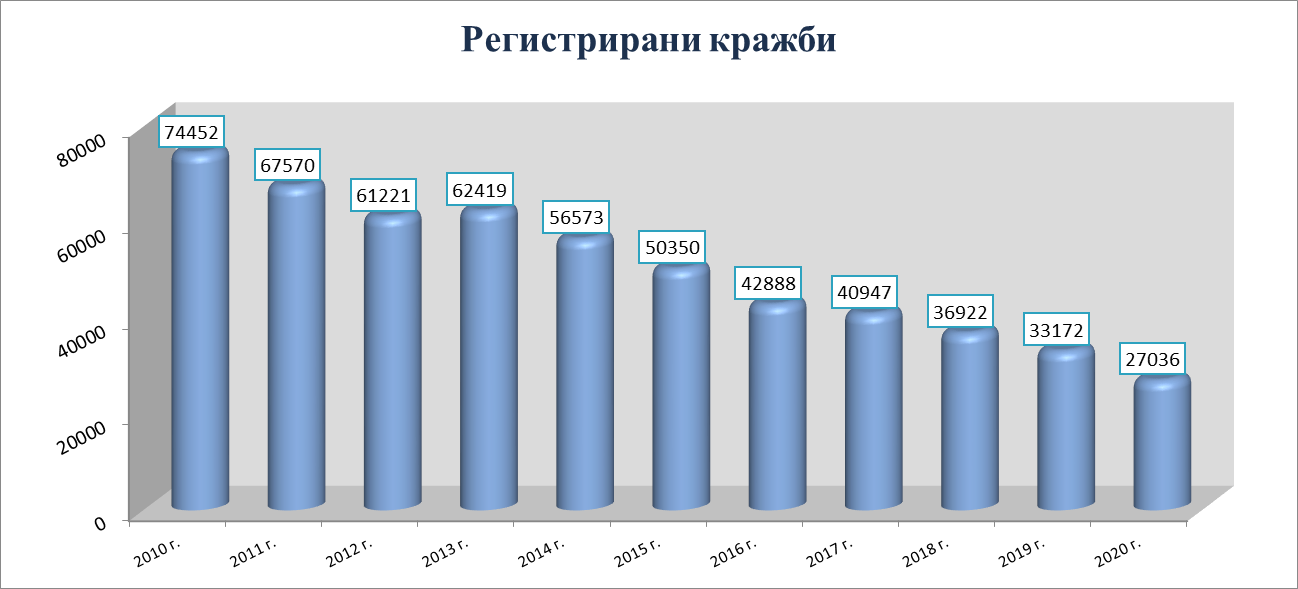 Регистрирани кражби
80000
60000
40000
20000
0
74452
67570
61221
62419
56573
50350
42888
40947
36922
33172
27036
2010 г.
2011 г.
2012 г.
2013 г.
2014 г.
2015 г.
2016 г.
2017 г.
2018 г.
2019 г.
2020 г.